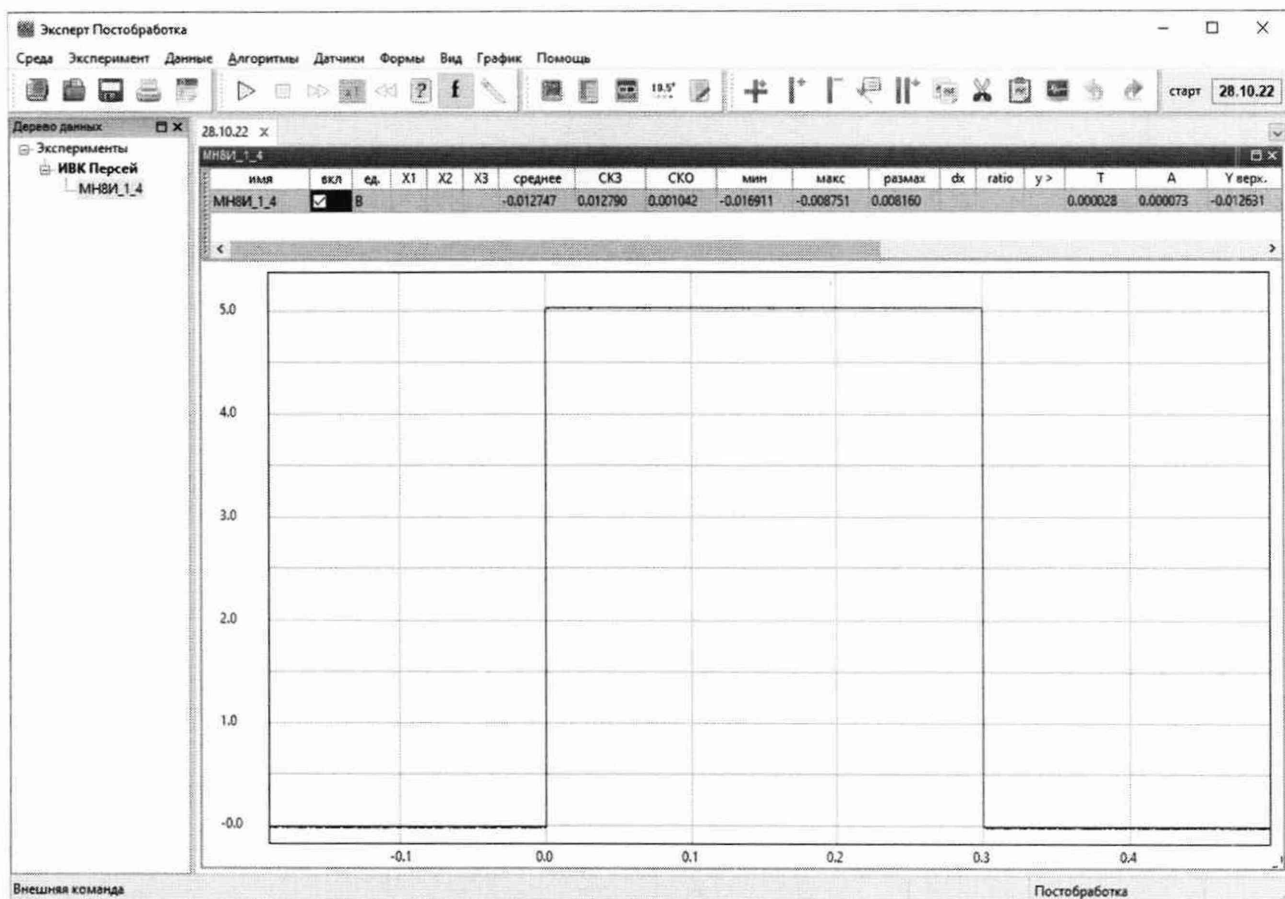 Эксперт Постобработка
Среда Эксперимент Данные Алгоритмы Датчики Формы Вид График Помощь
f 19.5° старт 28.10.22
Дерево данных
Эксперименты
ИВК Персей
МН8И_1_4
28.10.22
МН8И_1_4
имя вкл ед. X1 X2 X3 среднее СКЗ СКО мин макс размах dx ratio y > T A Y верх.
МН8И_1_4 В -0.012747 0.012790 0.001042 -0.016911 -0.008751 0.008160 0.000028 0.000073 -0.012631
5.0
4.0
3.0
2.0
1.0
-0.0
-0.1 0.0 0.1 0.2 0.3 0.4
Внешняя команда Постобработка